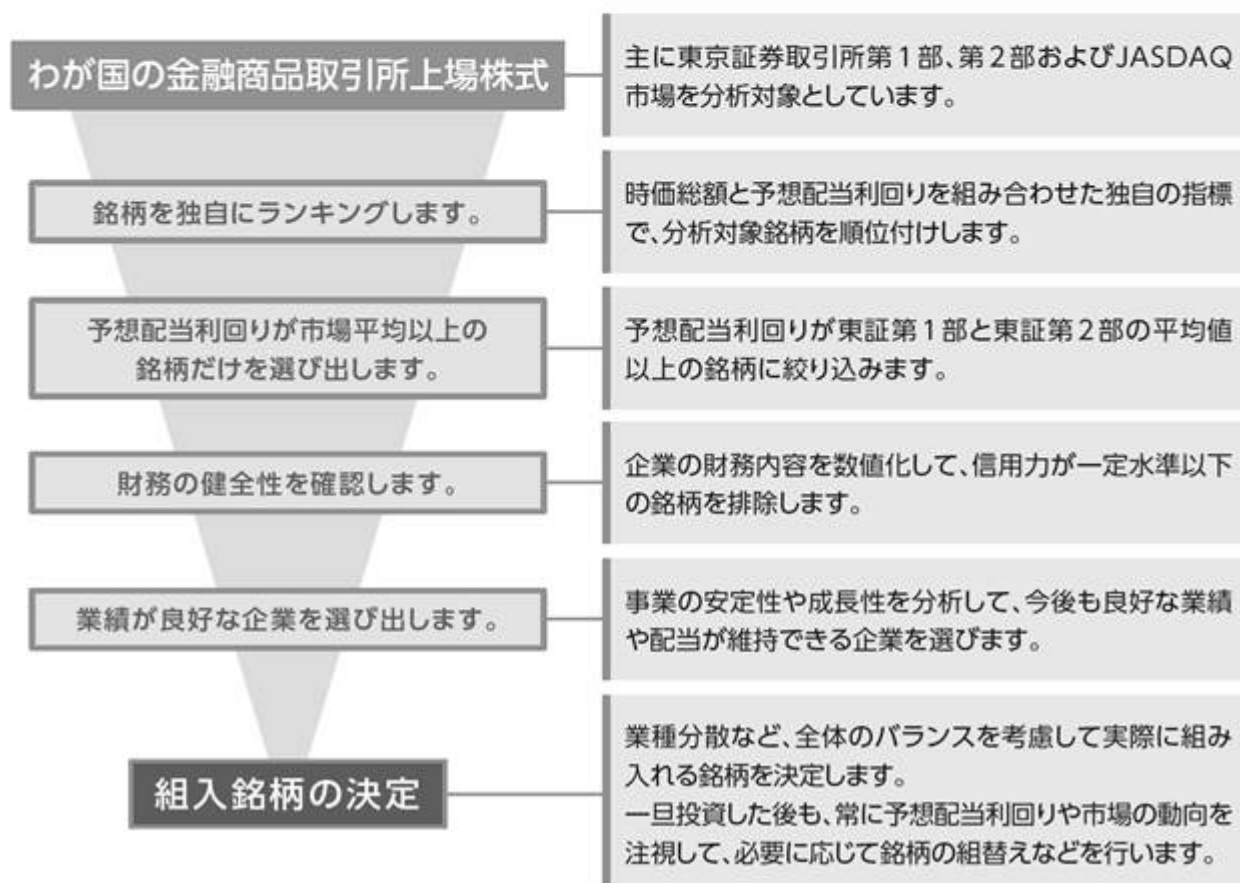 わが国の金融商品取引所上場株式
主に東京証券取引所第1部、第2部およびJASDAQ
市場を分析対象としています。
銘柄を独自にランキングします。
時価総額と予想配当利回りを組み合わせた独自の指標
で、分析対象銘柄を順位付けします。
予想配当利回りが市場平均以上の
銘柄だけを選び出します。
予想配当利回りが東証第1部と東証第2部の平均値
以上の銘柄に絞り込みます。
財務の健全性を確認します。
企業の財務内容を数値化して、信用力が一定水準以下
の銘柄を排除します。
業績が良好な企業を選び出します。
事業の安定性や成長性を分析して、今後も良好な業績
や配当が維持できる企業を選びます。
組入銘柄の決定
業種分散など、全体のバランスを考慮して実際に組み
入れる銘柄を決定します。
一旦投資した後も、常に予想配当利回りや市場の動向を
注視して、必要に応じて銘柄の組替えなどを行います。